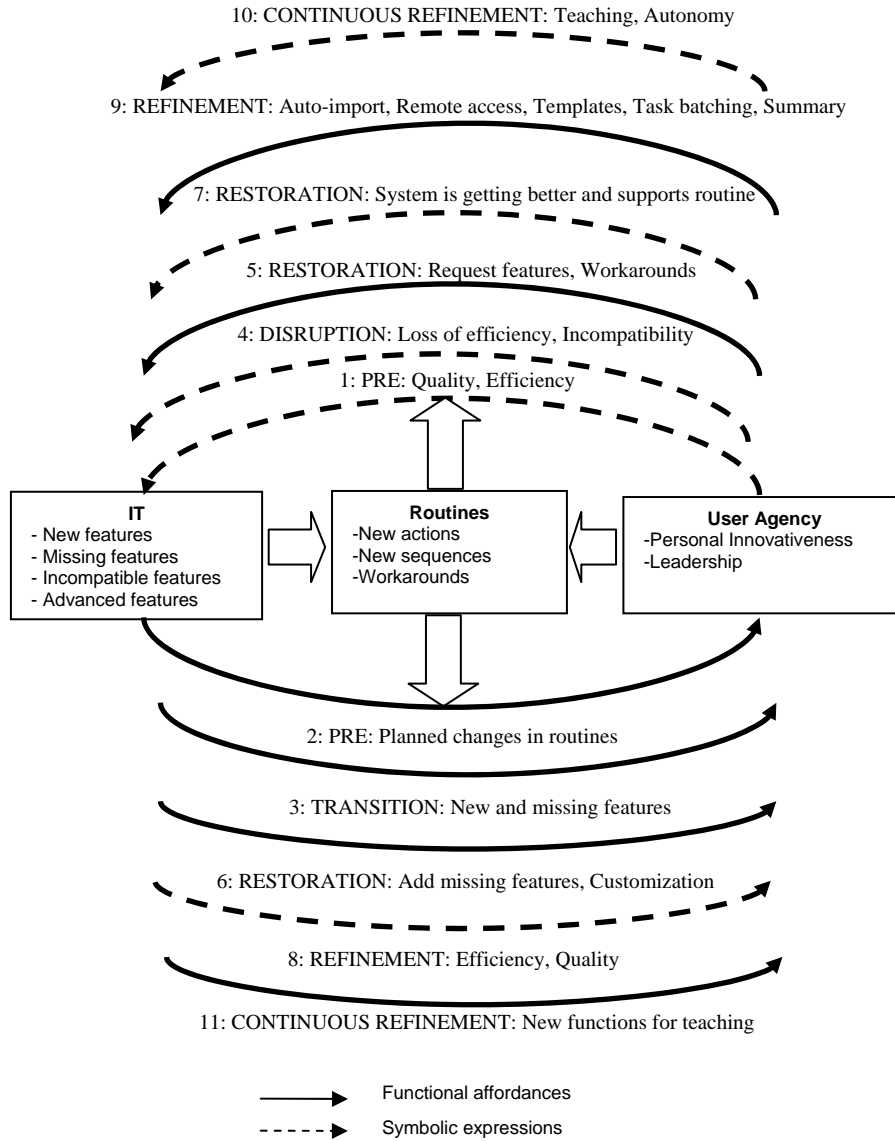 10: CONTINUOUS REFINEMENT: Teaching, Autonomy
9: REFINEMENT: Auto-import, Remote access, Templates, Task batching, Summary
7: RESTORATION: System is getting better and supports routine
5: RESTORATION: Request features, Workarounds
4: DISRUPTION: Loss of efficiency, Incompatibility
1: PRE: Quality, Efficiency
IT
- New features
- Missing features
- Incompatible features
- Advanced features
Routines
-New actions
-New sequences
-Workarounds
User Agency
-Personal Innovativeness
-Leadership
2: PRE: Planned changes in routines
3: TRANSITION: New and missing features
6: RESTORATION: Add missing features, Customization
8: REFINEMENT: Efficiency, Quality
11: CONTINUOUS REFINEMENT: New functions for teaching
Functional affordances
Symbolic expressions